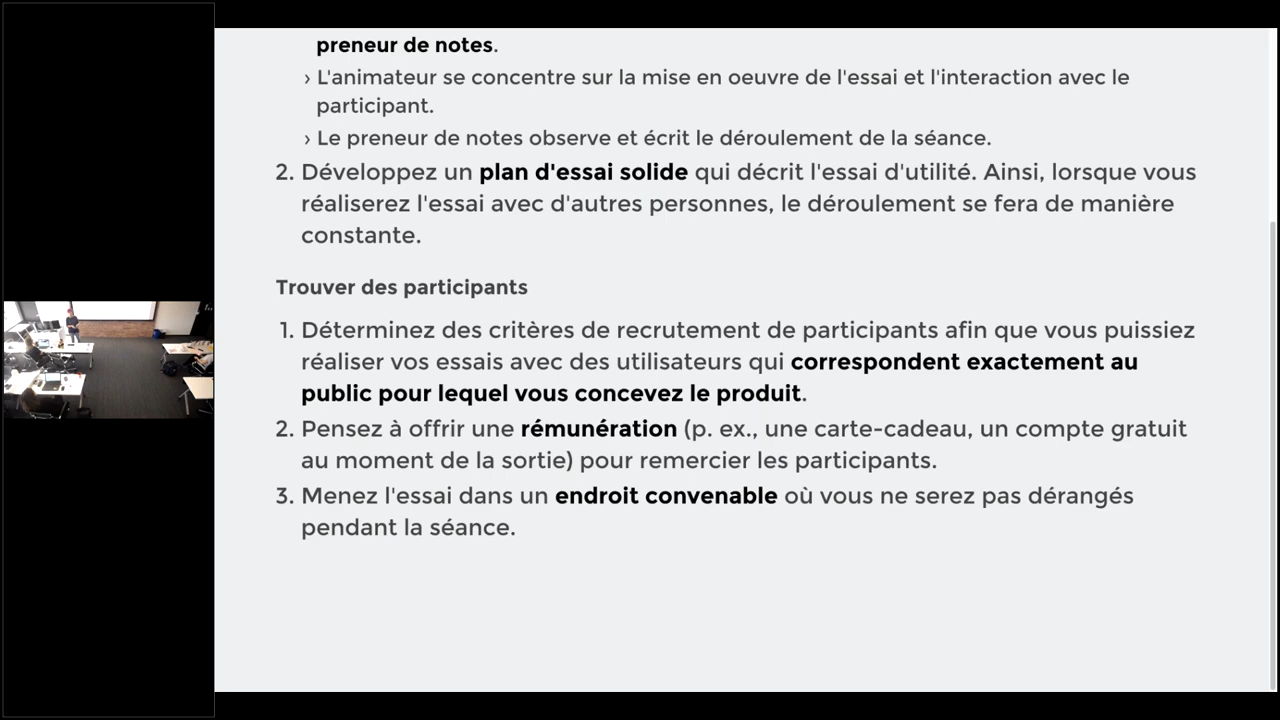 preneur de notes.
› L'animateur se concentre sur la mise en oeuvre de l'essai et l'interaction avec le
participant.
› Le preneur de notes observe et écrit le déroulement de la séance.
2. Développez un plan d'essai solide qui décrit l'essai d'utilité. Ainsi, lorsque vous
réaliserez l'essai avec d'autres personnes, le déroulement se fera de manière
constante.
Trouver des participants
1. Déterminez des critères de recrutement de participants afin que vous puissiez
réaliser vos essais avec des utilisateurs qui correspondent exactement au
public pour lequel vous concevez le produit.
2. Pensez à offrir une rémunération (p. ex., une carte-cadeau, un compte gratuit
au moment de la sortie) pour remercier les participants.
3. Menez l'essai dans un endroit convenable où vous ne serez pas dérangés
pendant la séance.